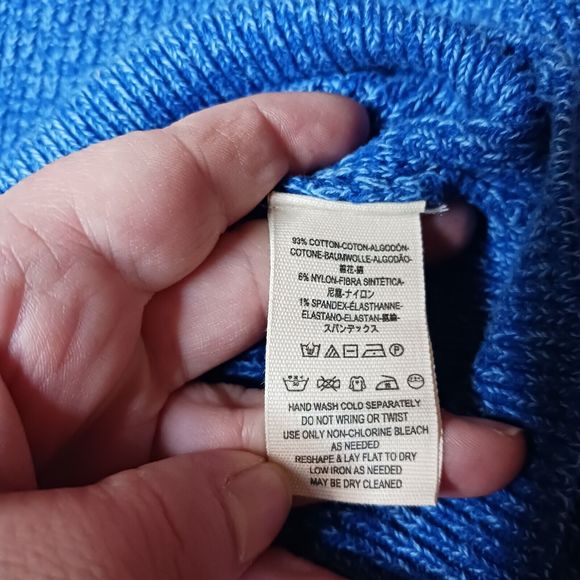 93% COTTON-COTON-ALGODÓN-
COTONE-BAUMWOLLE-ALGODÃO-
棉花-綿
6% NYLON-FIBRA SINTÉTICA-
尼龍-ナイロン
1% SPANDEX-ÉLASTHANNE-
ELASTANO-ELASTAN-氨綸-
スパンデックス
HAND WASH COLD SEPARATELY
DO NOT WRING OR TWIST
USE ONLY NON-CHLORINE BLEACH
AS NEEDED
RESHAPE & LAY FLAT TO DRY
LOW IRON AS NEEDED
MAY BE DRY CLEANED